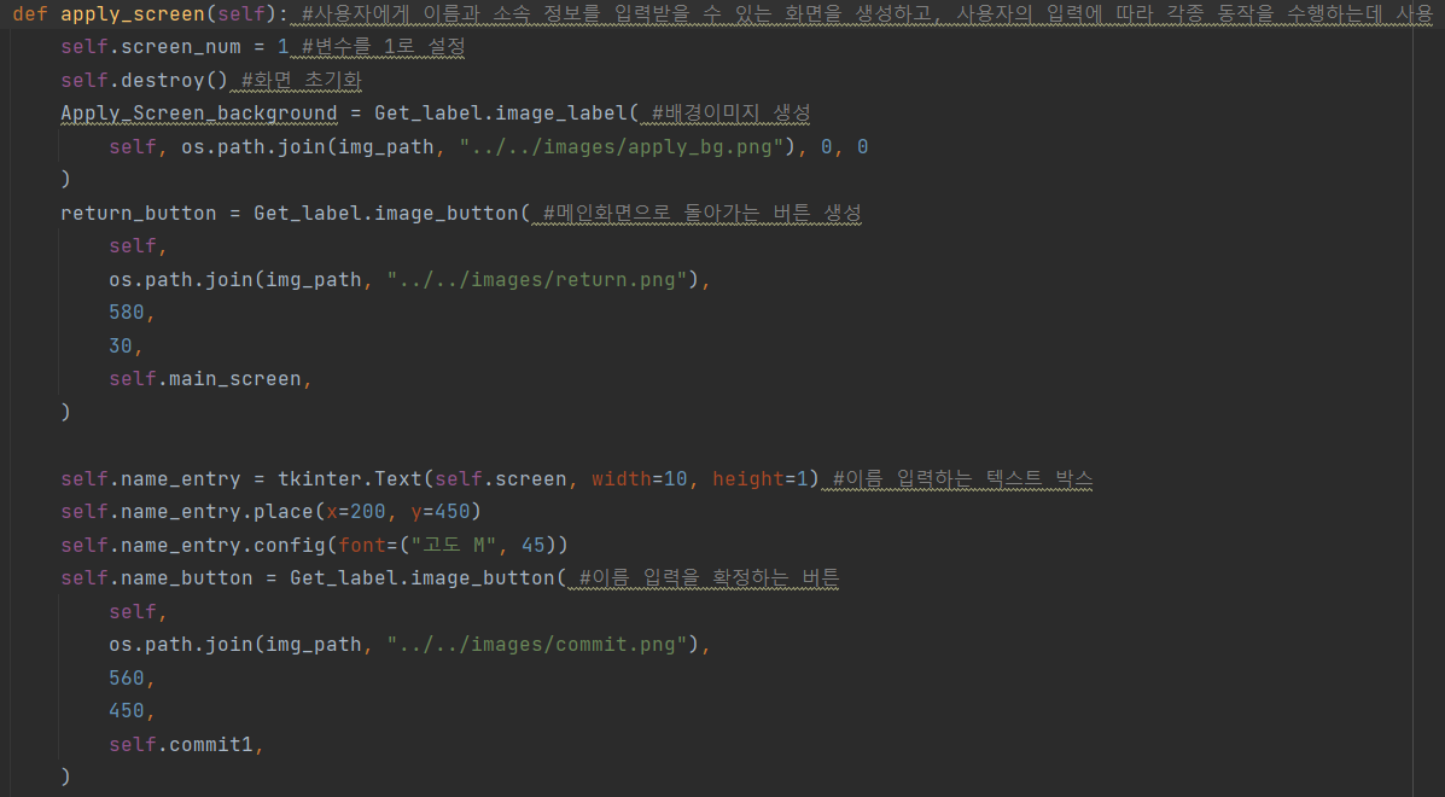 def apply_screen(self): #사용자에게 이름과 소속 정보를 입력받을 수 있는 화면을 생성하고, 사용자의 입력에 따라 각종 동작을 수행하는데 사용
    self.screen_num = 1 #변수를 1로 설정
    self.destroy() #화면 초기화
    Apply_Screen_background = Get_label.image_label( #배경이미지 생성
        self, os.path.join(img_path, "../../images/apply_bg.png"), 0, 0
    )
    return_button = Get_label.image_button( #메인화면으로 돌아가는 버튼 생성
        self,
        os.path.join(img_path, "../../images/return.png"),
        580,
        30,
        self.main_screen,
    )

    self.name_entry = tkinter.Text(self.screen, width=10, height=1) #이름 입력하는 텍스트 박스
    self.name_entry.place(x=200, y=450)
    self.name_entry.config(font=("고도 M", 45))
    self.name_button = Get_label.image_button( #이름 입력을 확정하는 버튼
        self,
        os.path.join(img_path, "../../images/commit.png"),
        560,
        450,
        self.commit1,
    )